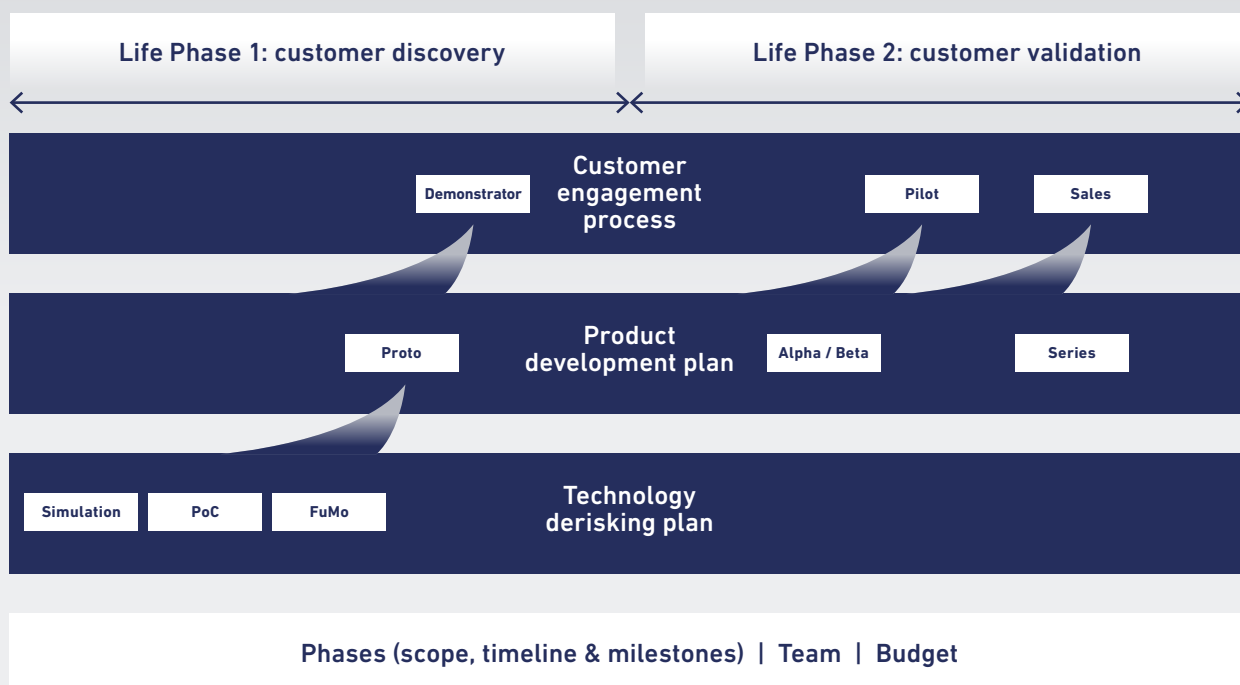 Life Phase 1: customer discovery
Life Phase 2: customer validation
Customer
engagement
process
Demonstrator
Pilot
Sales
Product
development plan
Proto
Alpha / Beta
Series
Technology
derisking plan
Simulation
PoC
FuMo
Phases (scope, timeline & milestones) | Team | Budget